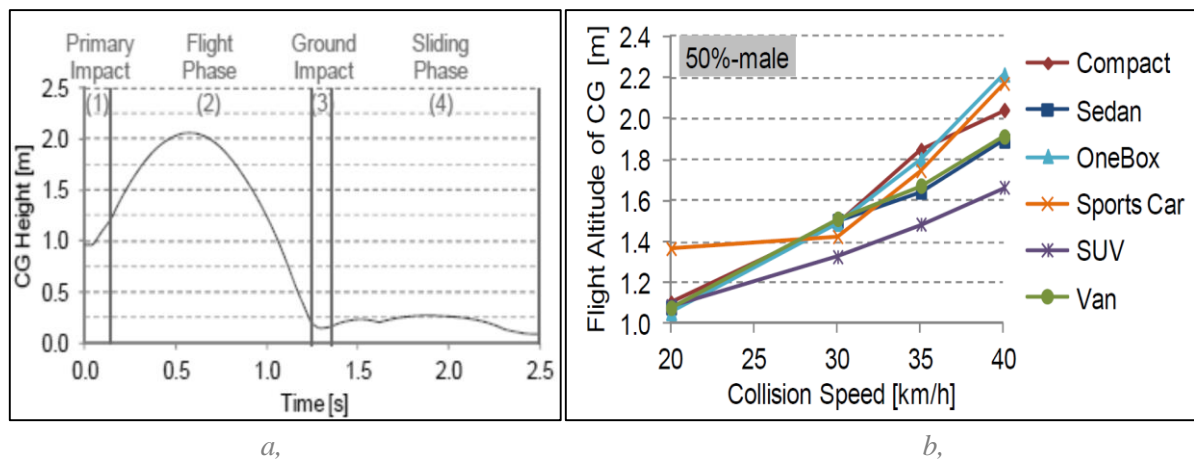 Primary Flight Ground Sliding
Impact Phase Impact Phase
2.5 (1) (2) (3) (4)
2.0
1.5
1.0
0.5
0.0
CG Height [m]
0.0 0.5 1.0 1.5 2.0 2.5
Time [s]
a,
2.4
2.2
2.0
1.8
1.6
1.4
1.2
1.0
Flight Altitude of CG [m]
50%-male
20 30 35 40
Collision Speed [km/h]
Compact
Sedan
OneBox
Sports Car
SUV
Van
b,